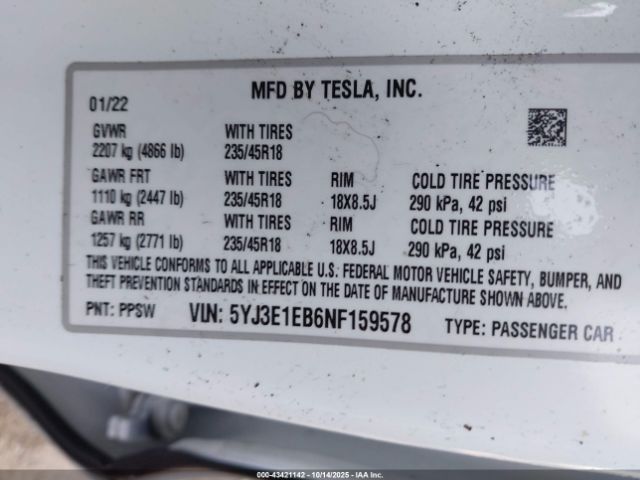 MFD BY TESLA, INC.
01/22
GVWR WITH TIRES
2207 kg (4866 lb) 235/45R18
GAWR FRT WITH TIRES RIM COLD TIRE PRESSURE
1110 kg (2447 lb) 235/45R18 18X8.5J 290 kPa, 42 psi
GAWR RR WITH TIRES RIM COLD TIRE PRESSURE
1257 kg (2771 lb) 235/45R18 18X8.5J 290 kPa, 42 psi
THIS VEHICLE CONFORMS TO ALL APPLICABLE U.S. FEDERAL MOTOR VEHICLE SAFETY, BUMPER, AND
THEFT PREVENTION STANDARDS IN EFFECT ON THE DATE OF MANUFACTURE SHOWN ABOVE.
PNT: PPSW VIN: 5YJ3E1EB6NF159578 TYPE: PASSENGER CAR
000-43421142 - 10/14/2025 - IAAI.COM